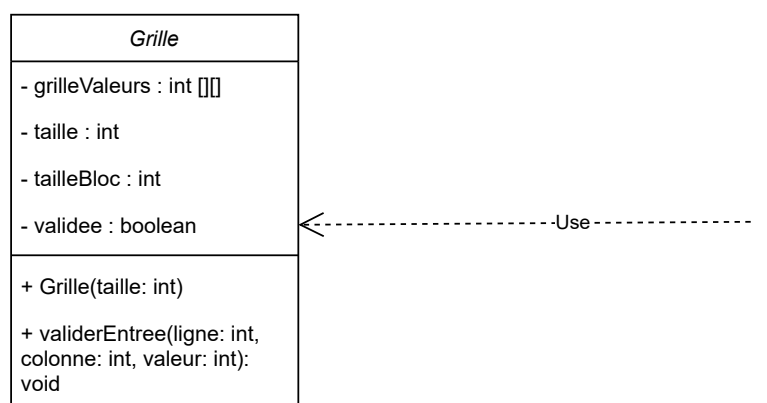 Grille
- grilleValeurs : int [][]
- taille : int
- tailleBloc : int
- validee : boolean
Use
+ Grille(taille: int)
+ validerEntree(ligne: int,
colonne: int, valeur: int):
void